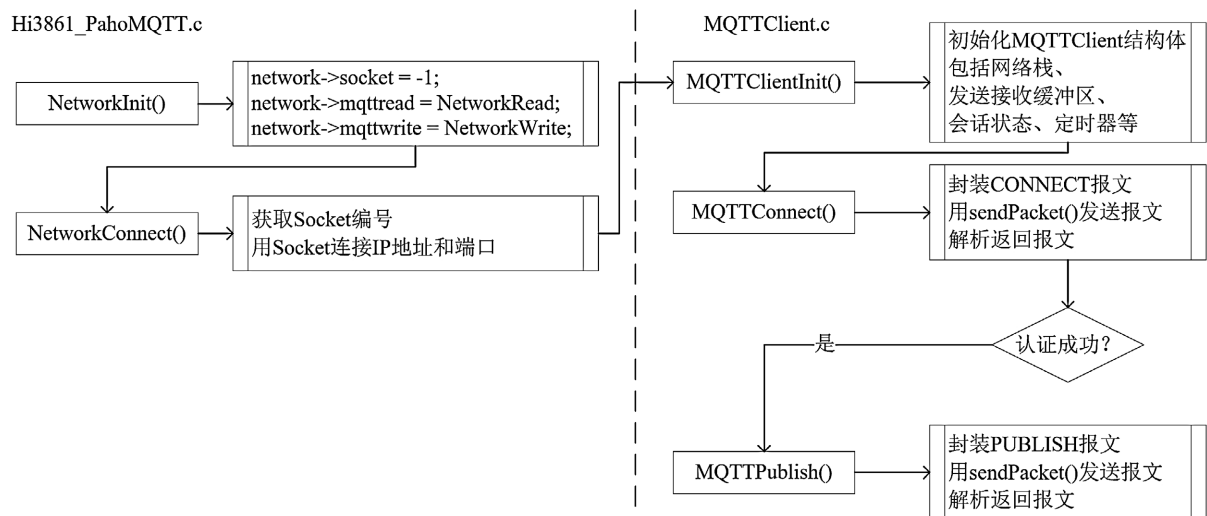 Hi3861_PahoMQTT.c
NetworkInit()
network->socket = -1;
network->mqttread = NetworkRead;
network->mqttwrite = NetworkWrite;
NetworkConnect()
获取Socket编号
用Socket连接IP地址和端口
MQTTClient.c
MQTTClientInit()
初始化MQTTClient结构体
包括网络栈、
发送接收缓冲区、
会话状态、定时器等
MQTTConnect()
封装CONNECT报文
用sendPacket()发送报文
解析返回报文
认证成功？
是
MQTTPublish()
封装PUBLISH报文
用sendPacket()发送报文
解析返回报文